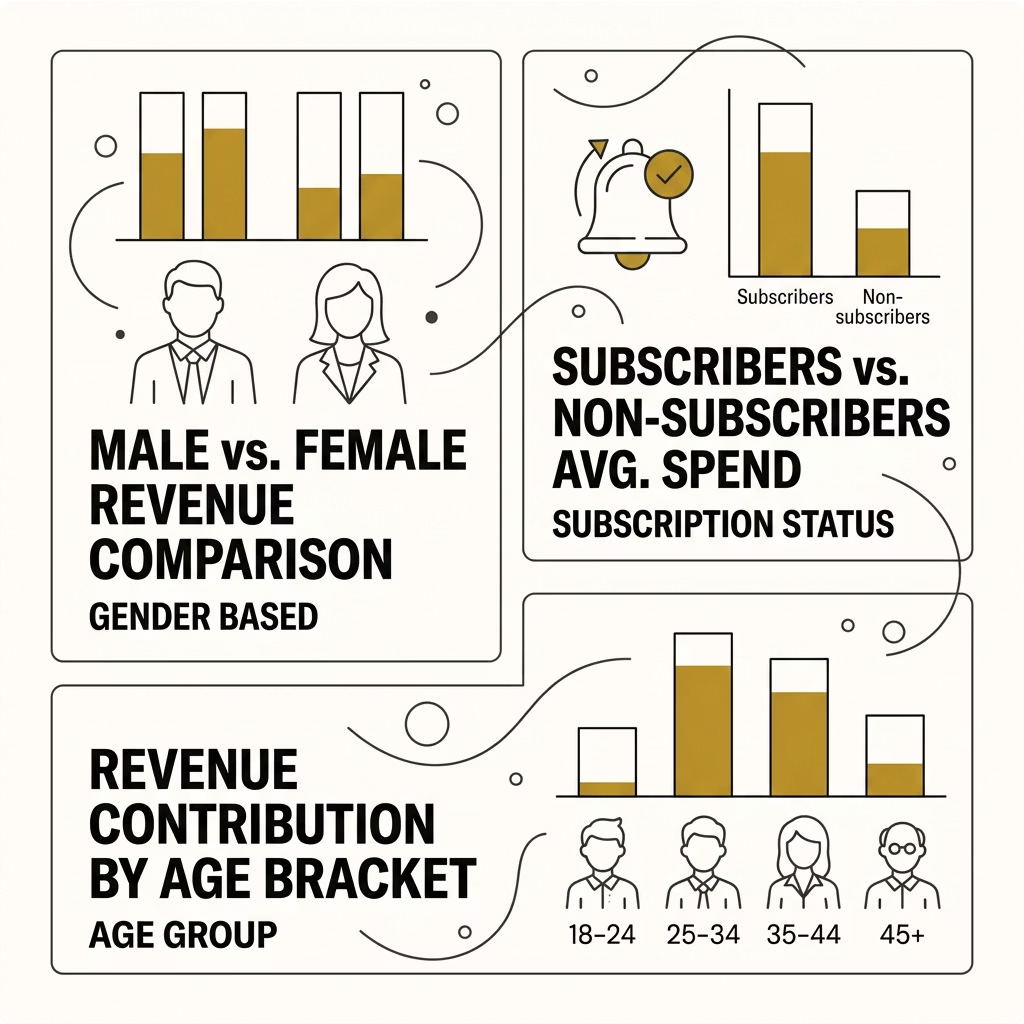 MALE vs. FEMALE
REVENUE
COMPARISON
GENDER BASED
Subscribers
Non-
subscribers
SUBSCRIBERS vs.
NON-SUBSCRIBERS
AVG. SPEND
SUBSCRIPTION STATUS
REVENUE
CONTRIBUTION
BY AGE BRACKET
AGE GROUP
18–24
25–34
35–44
45+